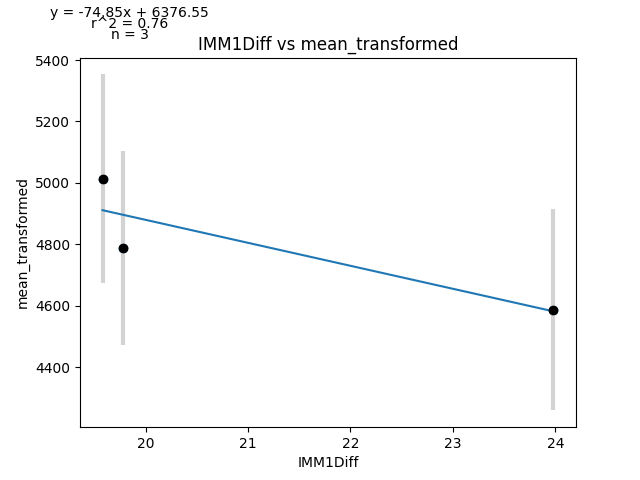 y = -74.85x + 6376.55
r^2 = 0.76
n = 3
IMM1Diff vs mean_transformed
5400
5200
5000
4800
4600
4400
mean_transformed
20 21 22 23 24
IMM1Diff